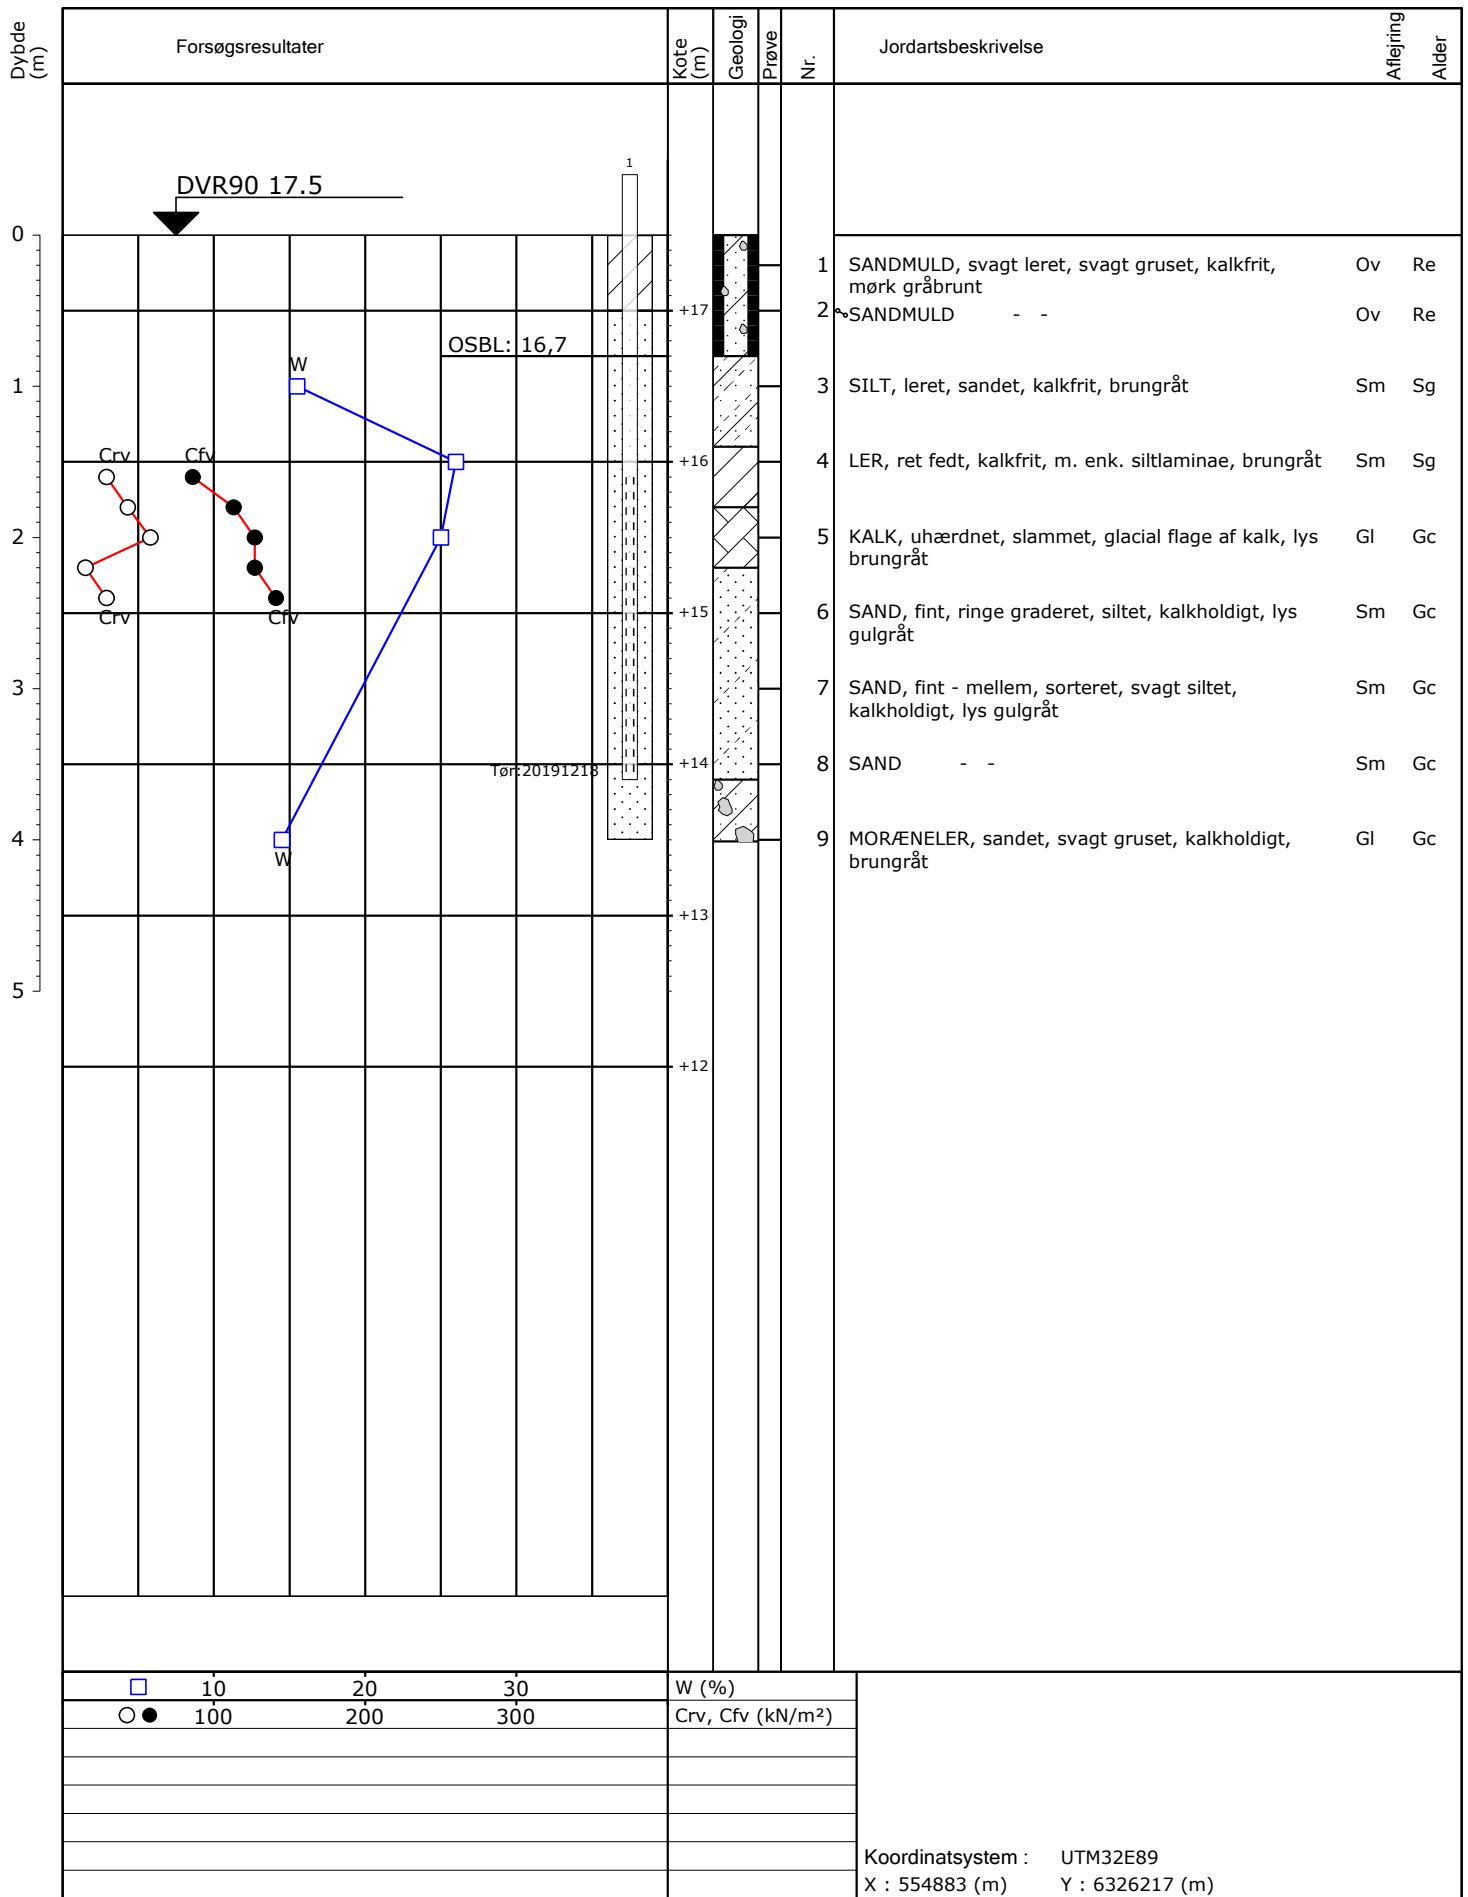 Dybde
(m)
Forsøgsresultater
Kote
(m)
Geologi
Prøve
Nr.
Jordartsbeskrivelse
Aflejring
Alder
1
DVR90 17.5
0
1 SANDMULD, svagt leret, svagt gruset, kalkfrit, Ov Re
mørk gråbrunt
+17
2 SANDMULD - - Ov Re
OSBL: 16,7
W
1
3 SILT, leret, sandet, kalkfrit, brungråt Sm Sg
Crv Cfv
+16
4 LER, ret fedt, kalkfrit, m. enk. siltlaminae, brungråt Sm Sg
2
5 KALK, uhærdnet, slammet, glacial flage af kalk, lys Gl Gc
brungråt
Crv Cfv
+15
6 SAND, fint, ringe graderet, siltet, kalkholdigt, lys Sm Gc
gulgråt
3
7 SAND, fint - mellem, sorteret, svagt siltet, Sm Gc
kalkholdigt, lys gulgråt
Tør:20191218
+14
8 SAND - - Sm Gc
4
W
9 MORÆNELER, sandet, svagt gruset, kalkholdigt, Gl Gc
brungråt
+13
5
+12
10 20 30 W (%)
100 200 300 Crv, Cfv (kN/m²)
Koordinatsystem : UTM32E89
X : 554883 (m) Y : 6326217 (m)